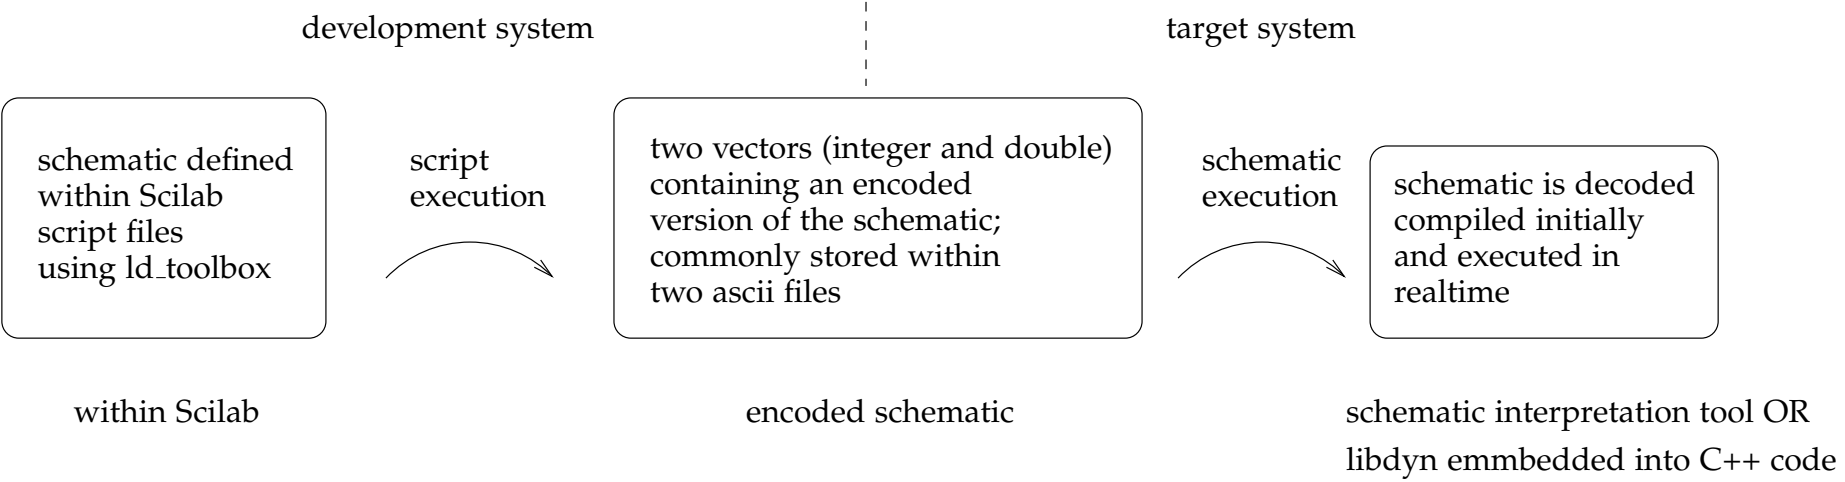 development system
target system
schematic defined
within Scilab
script files
using ld_toolbox
script
execution
two vectors (integer and double)
containing an encoded
version of the schematic;
commonly stored within
two ascii files
schematic
execution
schematic is decoded
compiled initially
and executed in
realtime
within Scilab
encoded schematic
schematic interpretation tool OR
libdyn emmbedded into C++ code